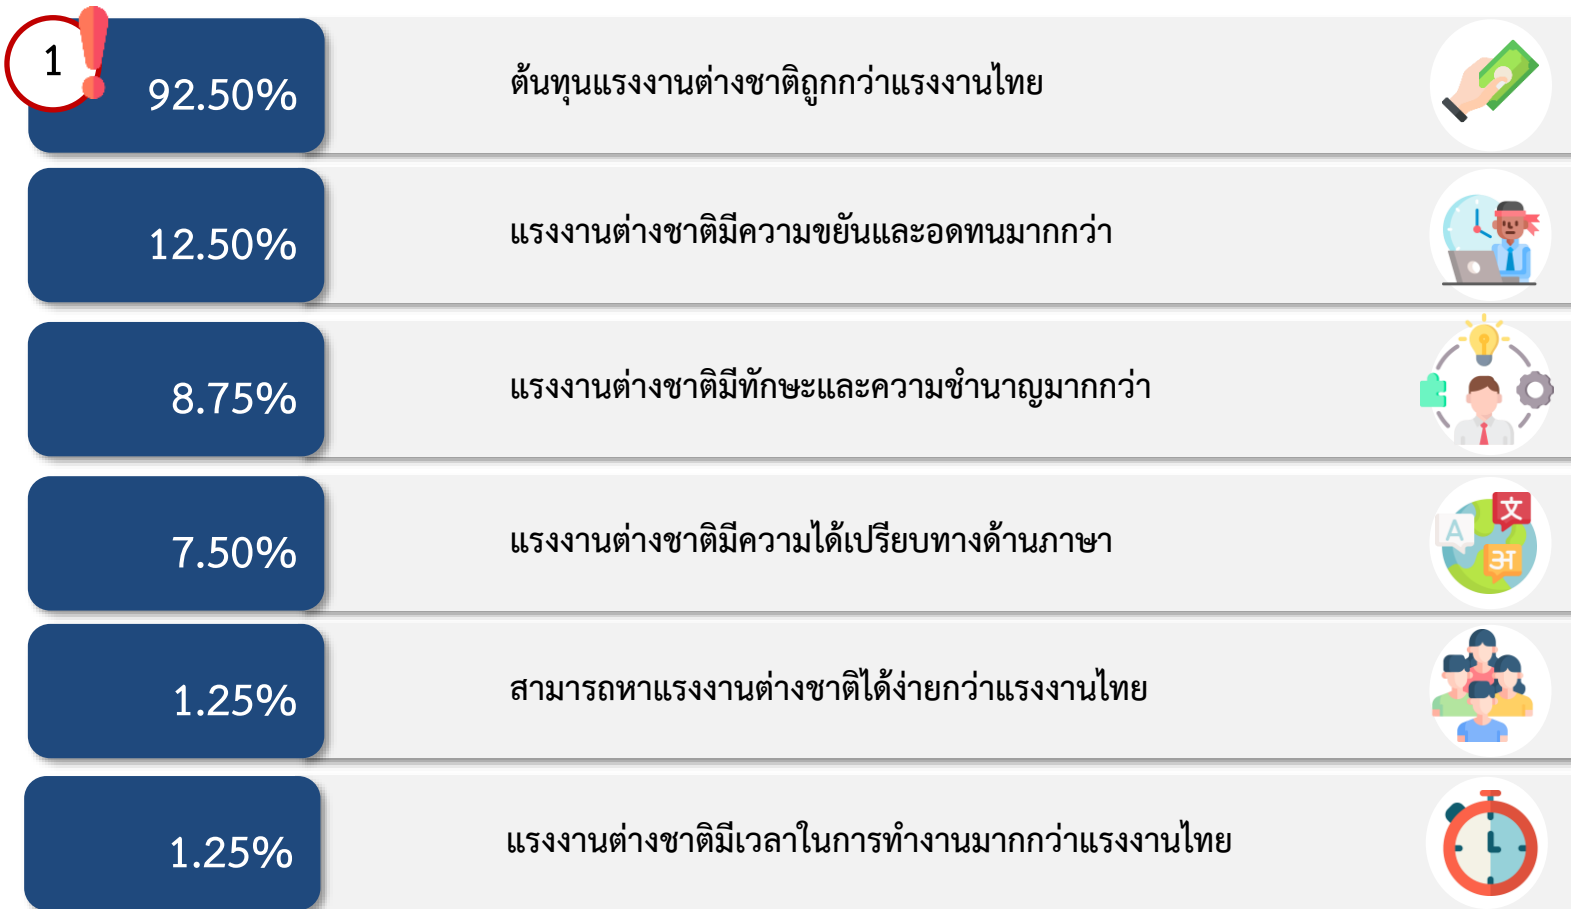 1
92.50% ต้นทุนแรงงานต่างชาติถูกกว่าแรงงานไทย
12.50% แรงงานต่างชาติมีความขยันและอดทนมากกว่า
8.75% แรงงานต่างชาติมีทักษะและความชำนาญมากกว่า
7.50% แรงงานต่างชาติมีความได้เปรียบทางด้านภาษา
A
文
अ
1.25% สามารถหาแรงงานต่างชาติได้ง่ายกว่าแรงงานไทย
1.25% แรงงานต่างชาติมีเวลาในการทำงานมากกว่าแรงงานไทย